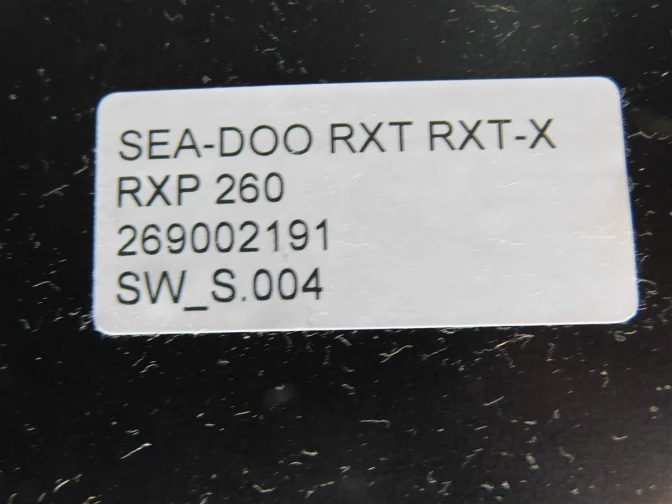 SEA-DOO RXT RXT-X
RXP 260
269002191
SW_S.004